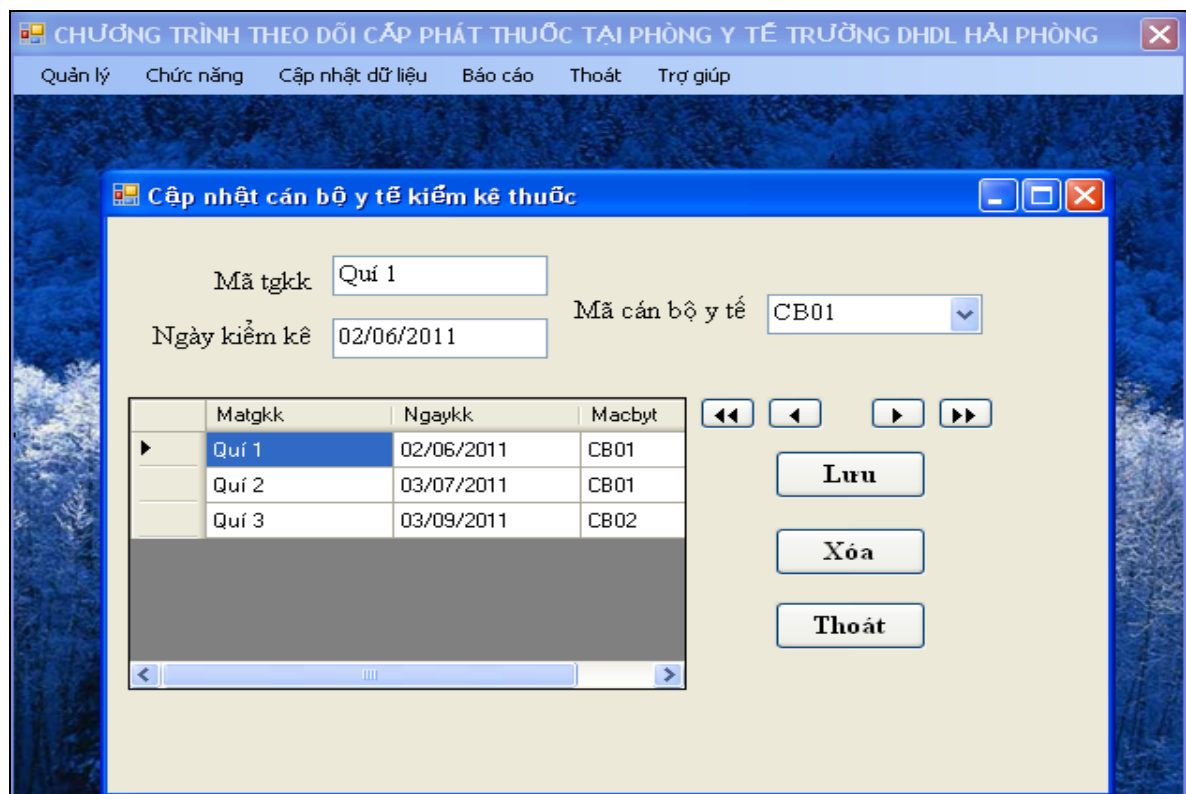 CHƯƠNG TRÌNH THEO DÕI CẤP PHÁT THUỐC TẠI PHÒNG Y TẾ TRƯỜNG DHDL HẢI PHÒNG
Quản lý Chức năng Cập nhật dữ liệu Báo cáo Thoát Trợ giúp
Cập nhật cán bộ y tế kiểm kê thuốc
Mã tgkk Quí 1
Mã cán bộ y tế CB01
Ngày kiểm kê 02/06/2011
Matgkk Ngaykk Macbyt
Quí 1 02/06/2011 CB01
Quí 2 03/07/2011 CB01
Quí 3 03/09/2011 CB02
Lưu
Xóa
Thoát